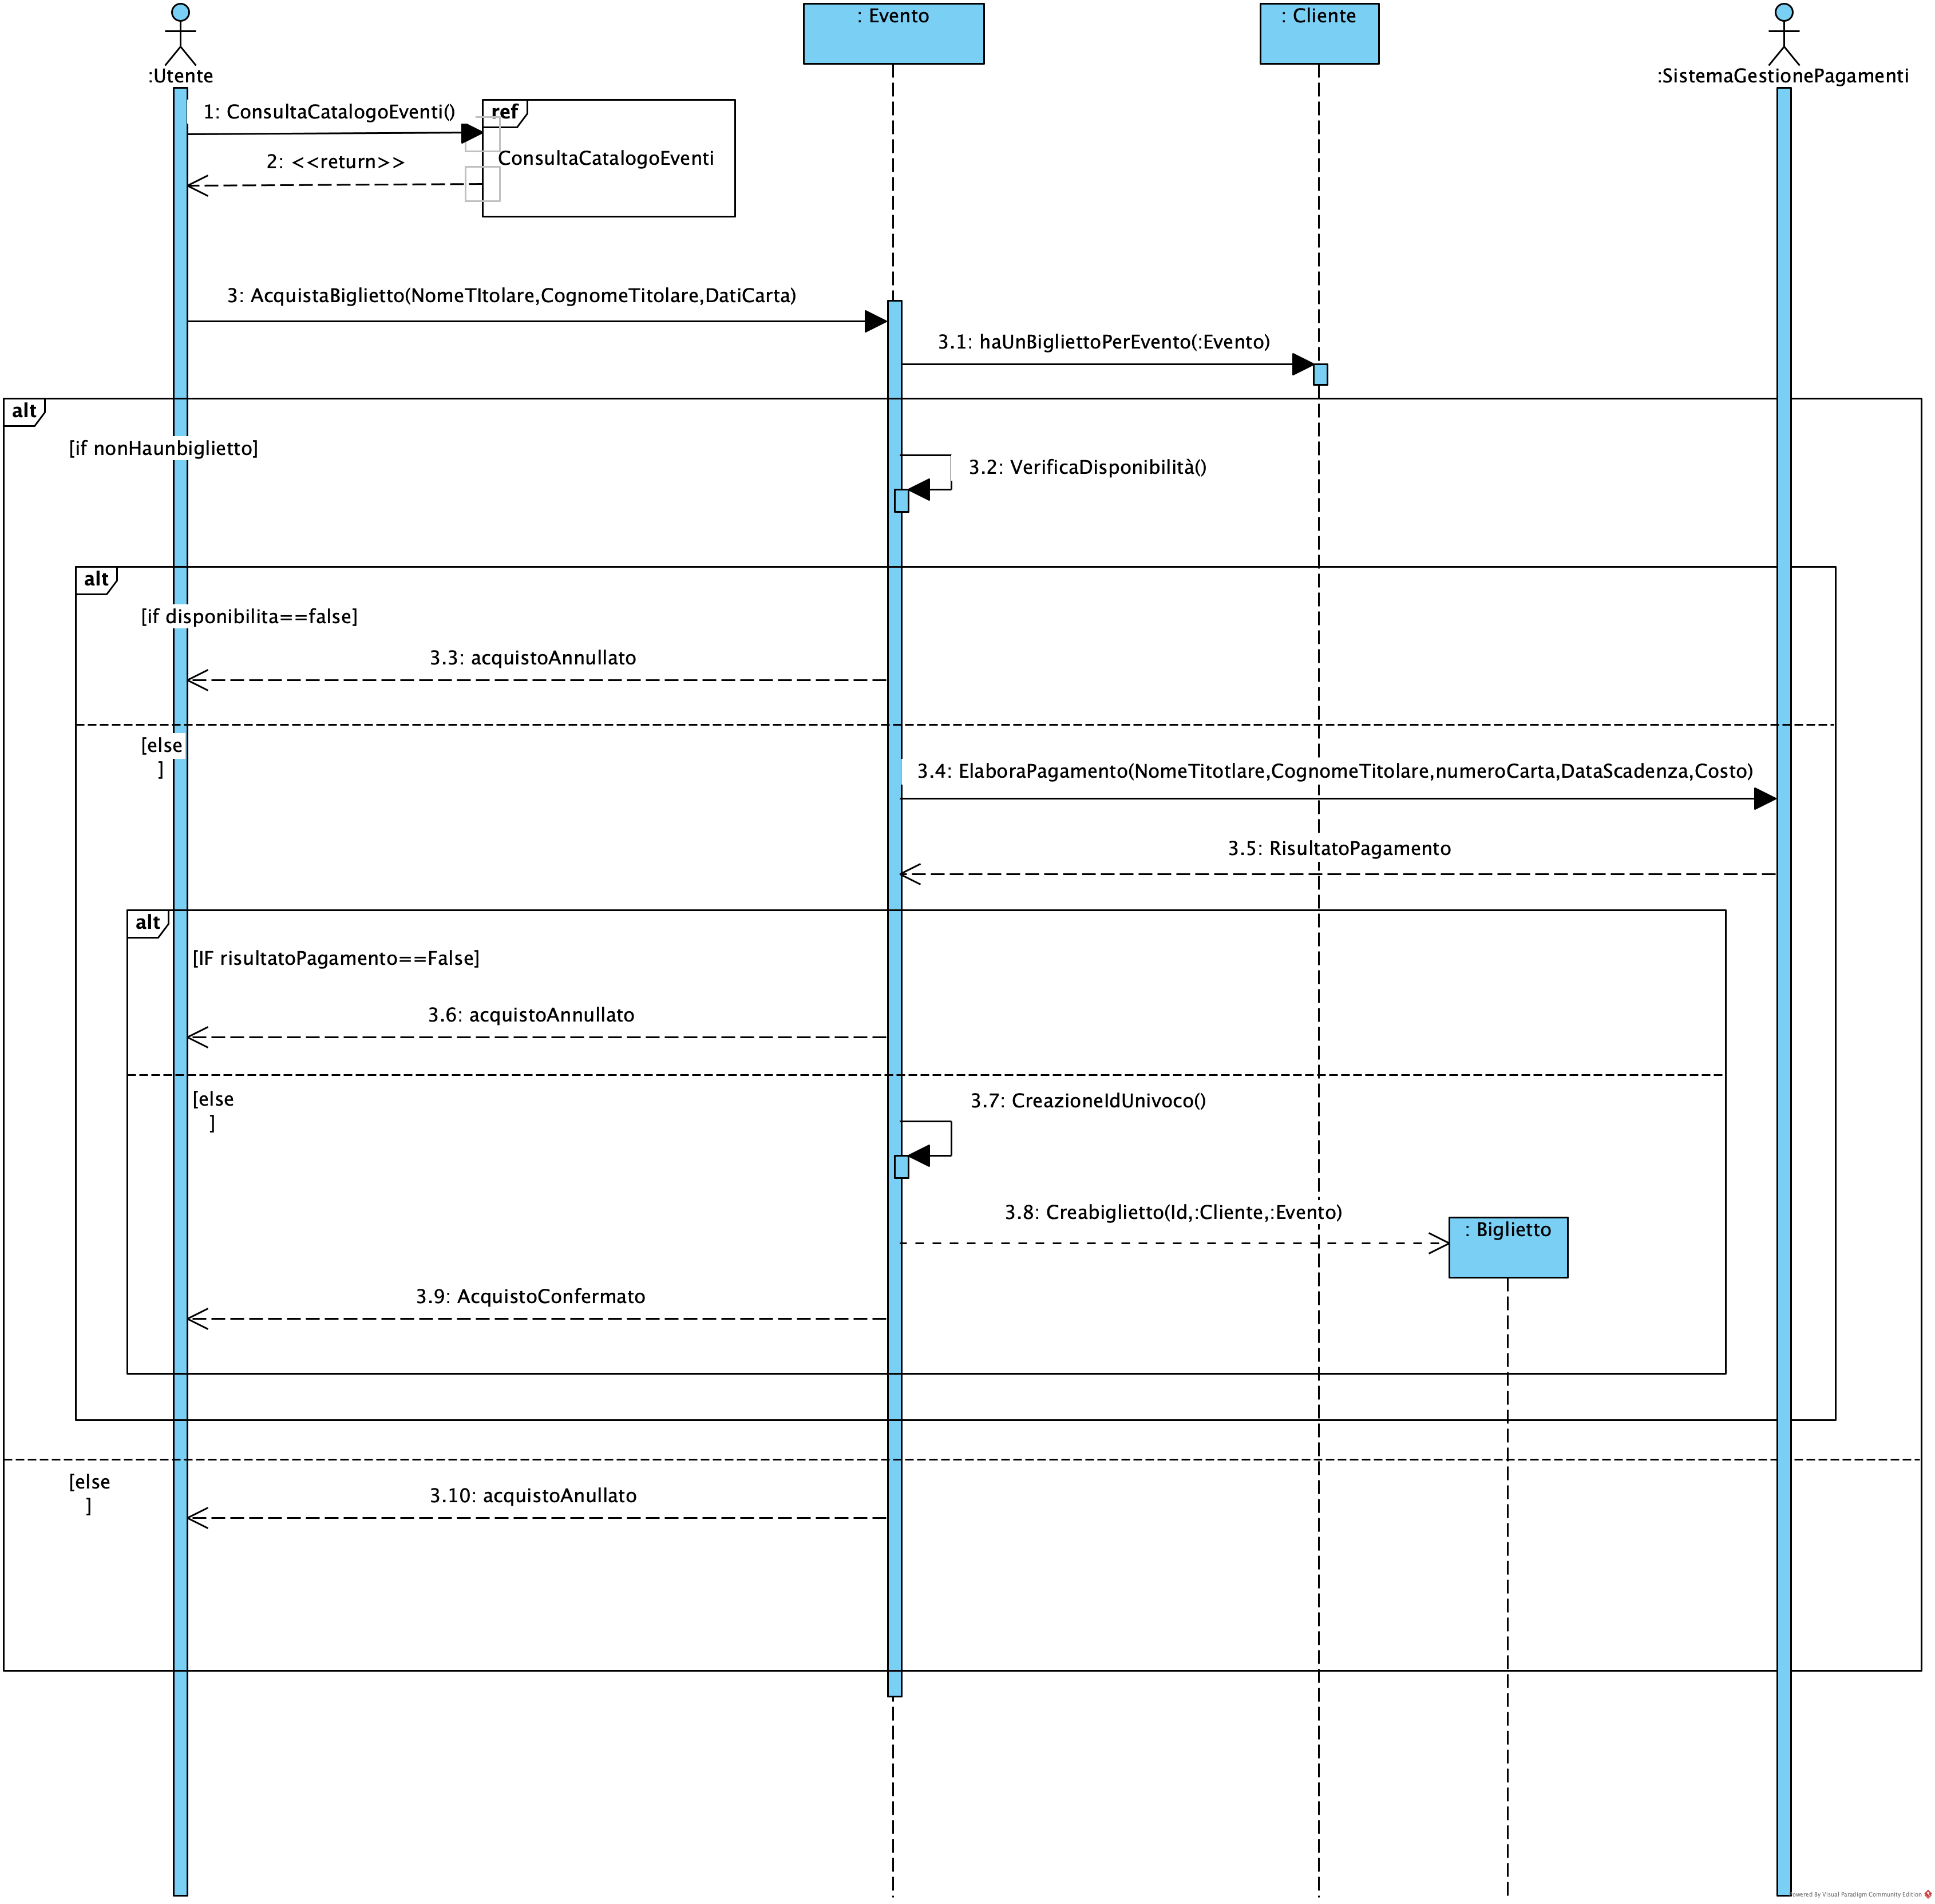 : Evento
: Cliente
:Utente
:SistemaGestionePagamenti
1: ConsultaCatalogoEventi()
ref
2: <<return>>
ConsultaCatalogoEventi
3: AcquistaBiglietto(NomeTItolare,CognomeTitolare,DatiCarta)
3.1: haUnBigliettoPerEvento(:Evento)
alt
[if nonHaunbiglietto]
3.2: VerificaDisponibilità()
alt
[if disponibilita==false]
3.3: acquistoAnnullato
[else
]
3.4: ElaboraPagamento(NomeTitotlare,CognomeTitolare,numeroCarta,DataScadenza,Costo)
3.5: RisultatoPagamento
alt
[IF risultatoPagamento==False]
3.6: acquistoAnnullato
[else
]
3.7: CreazioneIdUnivoco()
3.8: Creabiglietto(Id,:Cliente,:Evento)
: Biglietto
3.9: AcquistoConfermato
[else
]
3.10: acquistoAnullato
owered By Visual Paradigm Community Edition